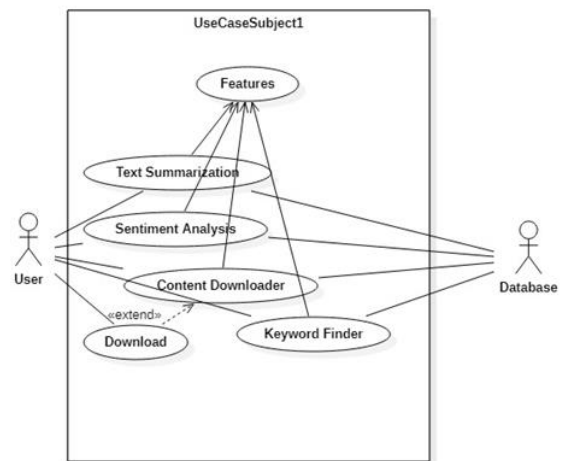 UseCaseSubject1
Features
Text Summarization
Sentiment Analysis
User
Content Downloader
Database
«extend»
Download
Keyword Finder